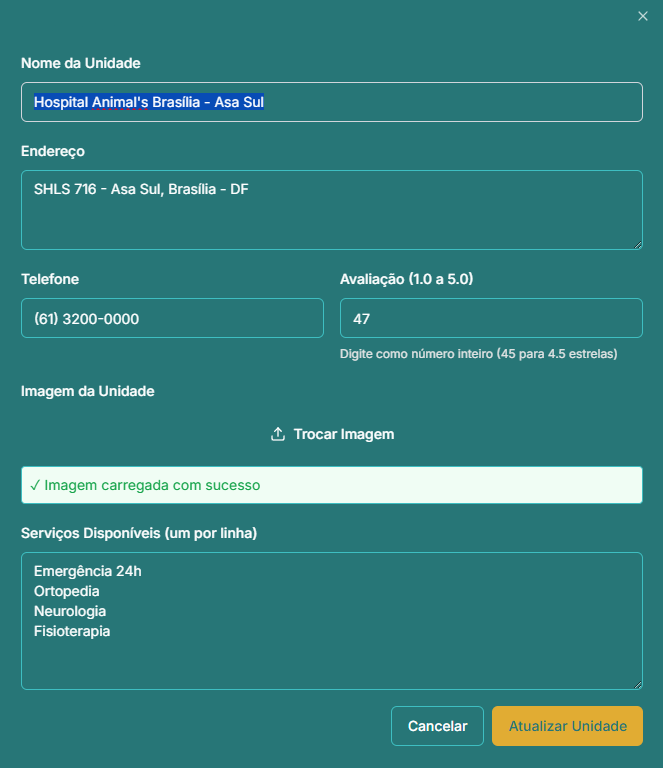 Nome da Unidade
Hospital Animal's Brasília - Asa Sul
Endereço
SHLS 716 - Asa Sul, Brasília - DF
Telefone
Avaliação (1.0 a 5.0)
(61) 3200-0000
47
Digite como número inteiro (45 para 4.5 estrelas)
Imagem da Unidade
Trocar Imagem
✓ Imagem carregada com sucesso
Serviços Disponíveis (um por linha)
Emergência 24h
Ortopedia
Neurologia
Fisioterapia
Cancelar
Atualizar Unidade